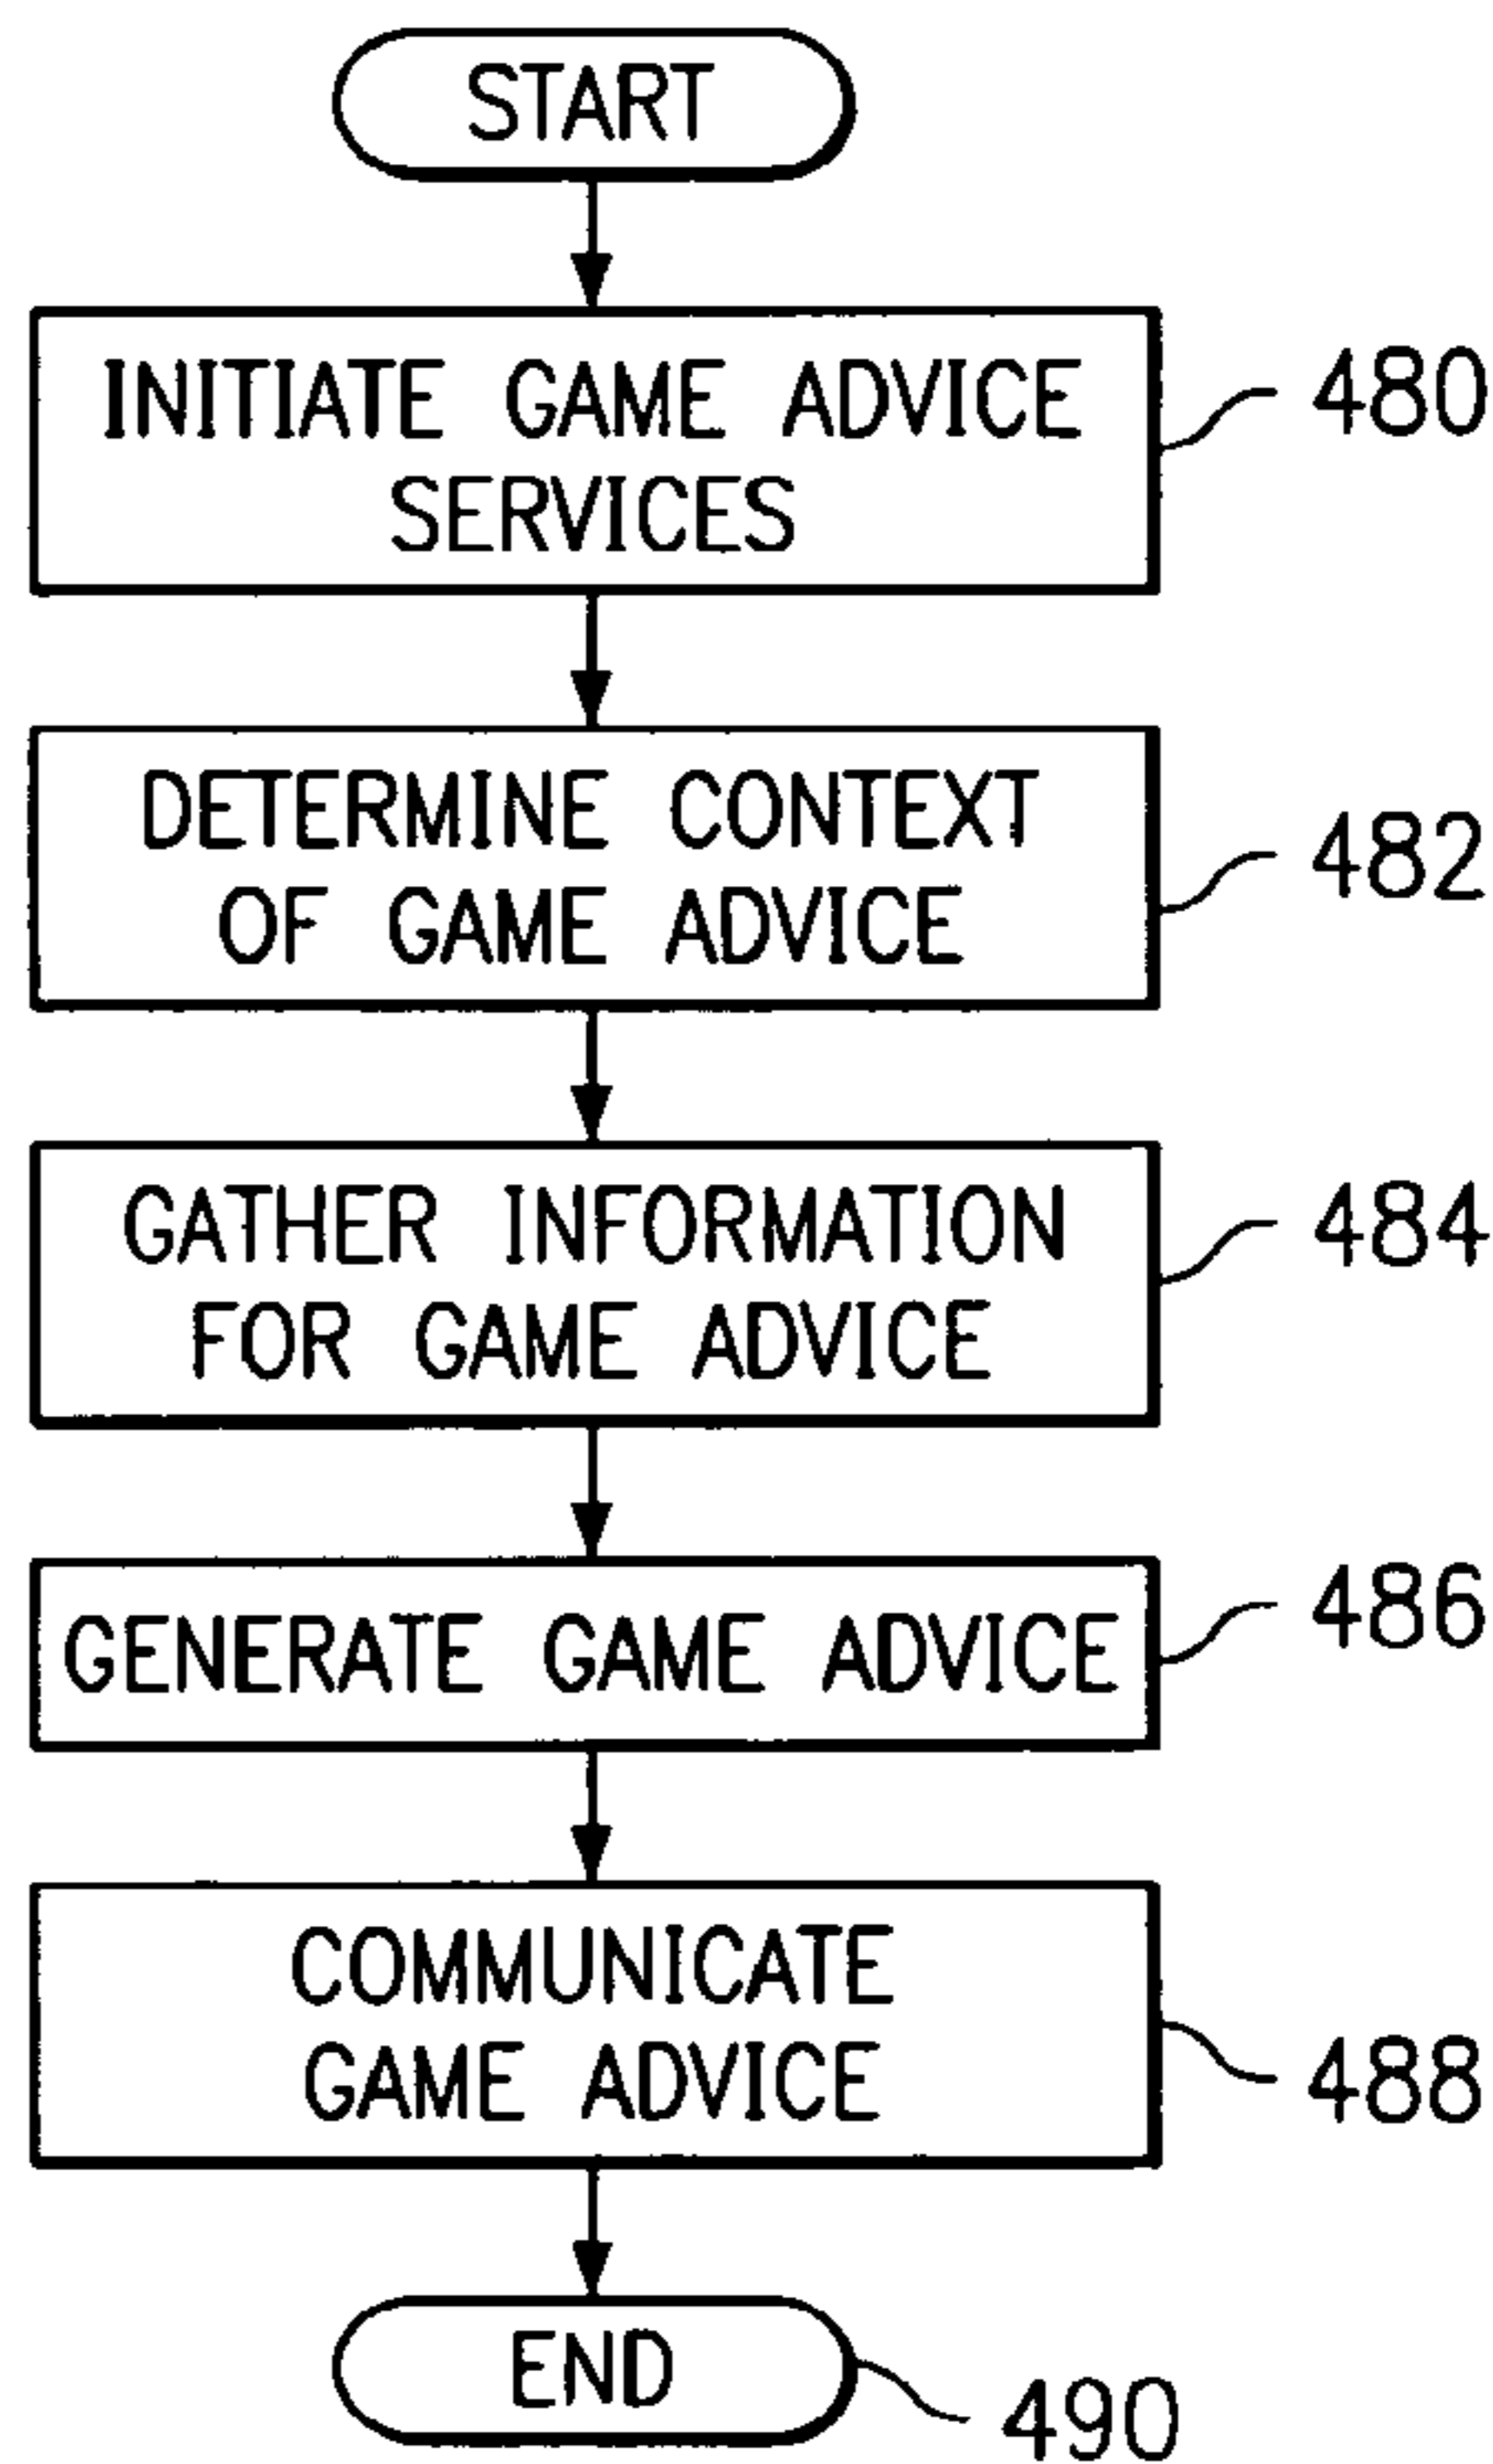 START
INITIATE GAME ADVICE
SERVICES
480
DETERMINE CONTEXT
OF GAME ADVICE
482
GATHER INFORMATION
FOR GAME ADVICE
484
GENERATE GAME ADVICE
486
COMMUNICATE
GAME ADVICE
488
END
490